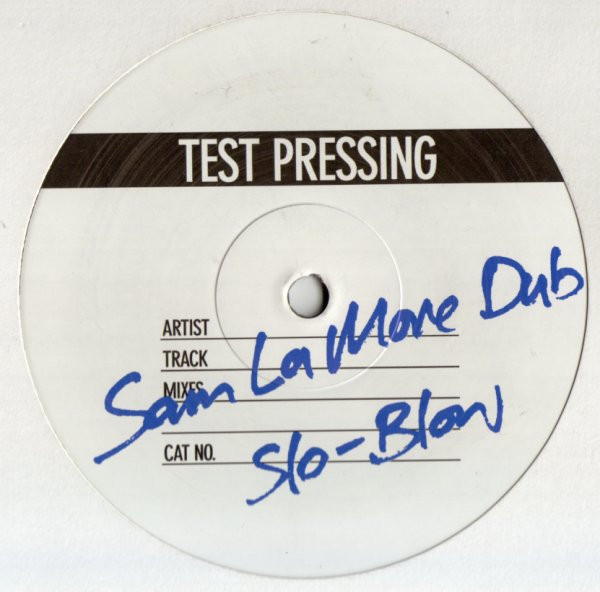 TEST PRESSING
ARTIST
TRACK
MIXES
Sam La More Dub
CAT NO.
Slo-Blow